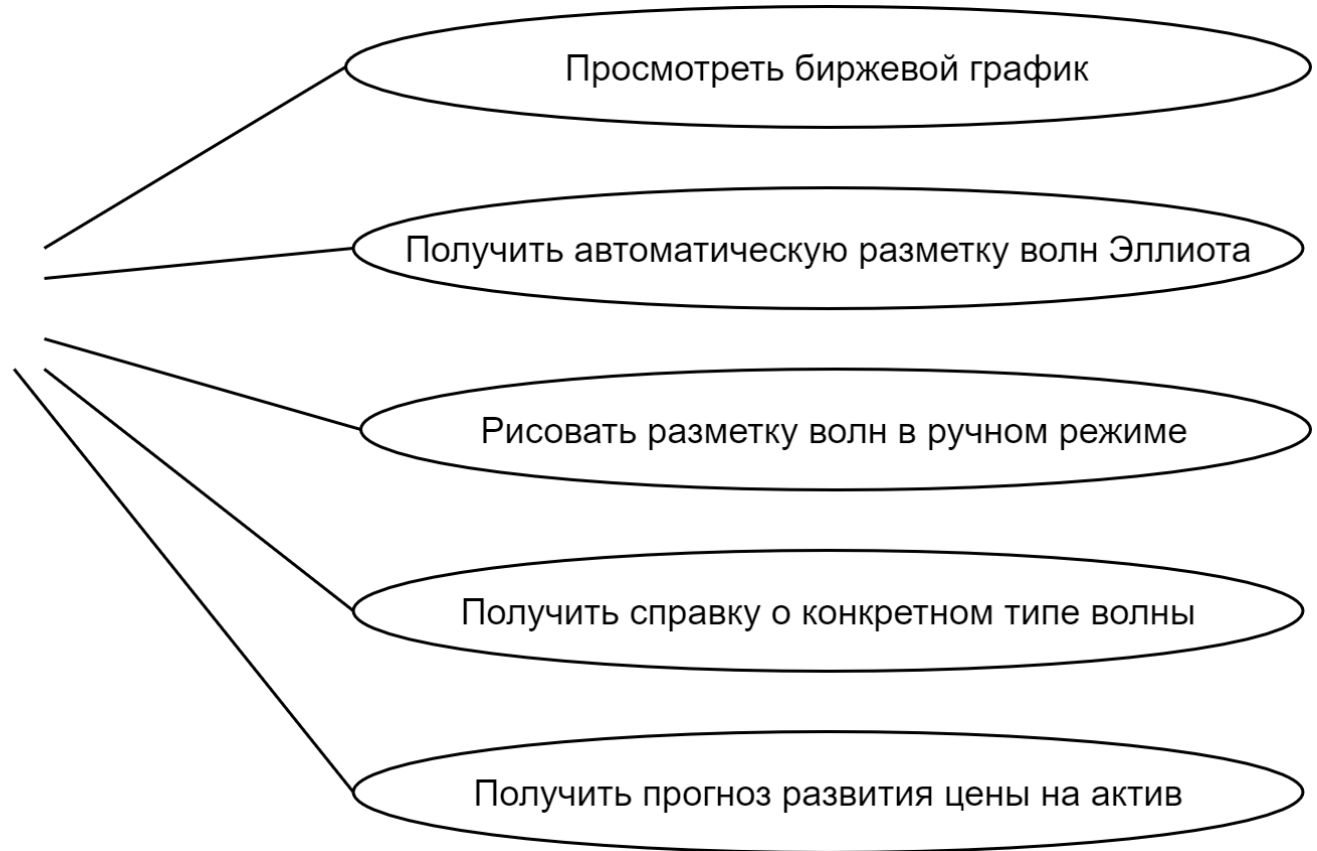 Просмотреть биржевой график
Получить автоматическую разметку волн Эллиота
Рисовать разметку волн в ручном режиме
Получить справку о конкретном типе волны
Получить прогноз развития цены на актив